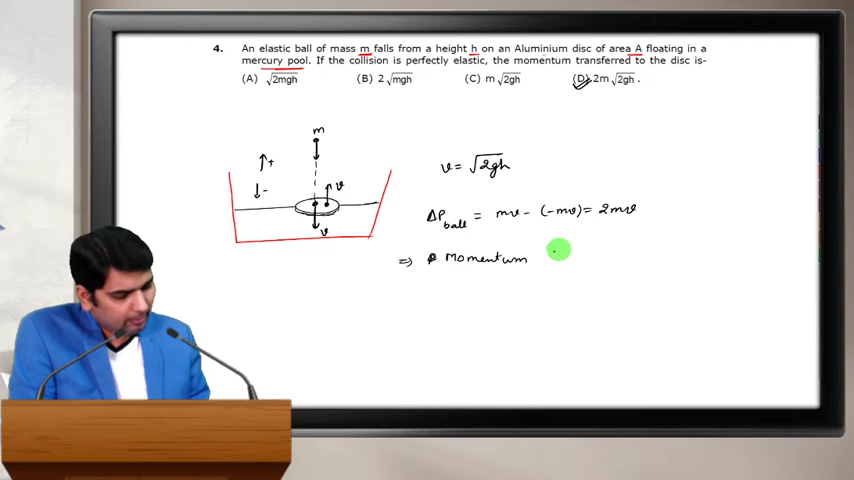 4. An elastic ball of mass m falls from a height h on an Aluminium disc of area A floating in a
mercury pool. If the collision is perfectly elastic, the momentum transferred to the disc is-
(A) √2mgh (B) 2√mgh (C) m√2gh (D) 2m√2gh .
m
↑+
↓-
v
v
v = √2gh
ΔP ball = mv - (-mv) = 2mv
⇒ Momentum